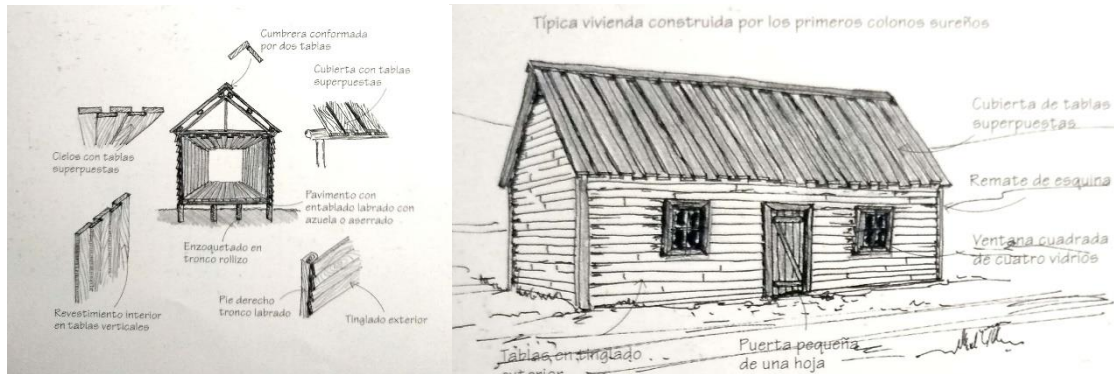 Cumbrera conformada
por dos tablas
Cubierta con tablas
superpuestas
Cielos con tablas
superpuestas
Pavimento con
entablado labrado con
azuela o aserrado
Enzoquetado en
tronco rollizo
Revestimiento interior
en tablas verticales
Pie derecho
tronco labrado
Tinglado exterior
Típica vivienda construida por los primeros colonos sureños
Cubierta de tablas
superpuestas
Remate de esquina
Ventana cuadrada
de cuatro vidrios
Tablas en tinglado
exterior
Puerta pequeña
de una hoja